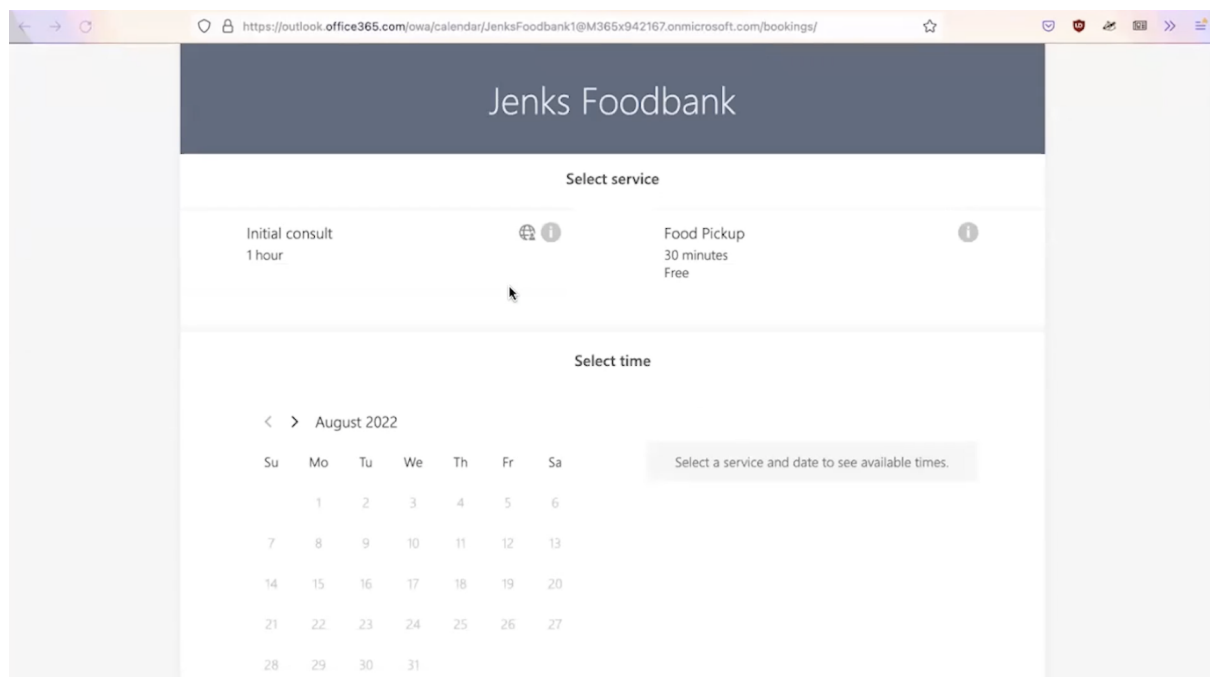 https://outlook.office365.com/owa/calendar/JenksFoodbank1@M365x942167.onmicrosoft.com/bookings/
Jenks Foodbank
Select service
Initial consult
1 hour
Food Pickup
30 minutes
Free
Select time
August 2022
Su Mo Tu We Th Fr Sa
1 2 3 4 5 6
7 8 9 10 11 12 13
14 15 16 17 18 19 20
21 22 23 24 25 26 27
28 29 30 31
Select a service and date to see available times.